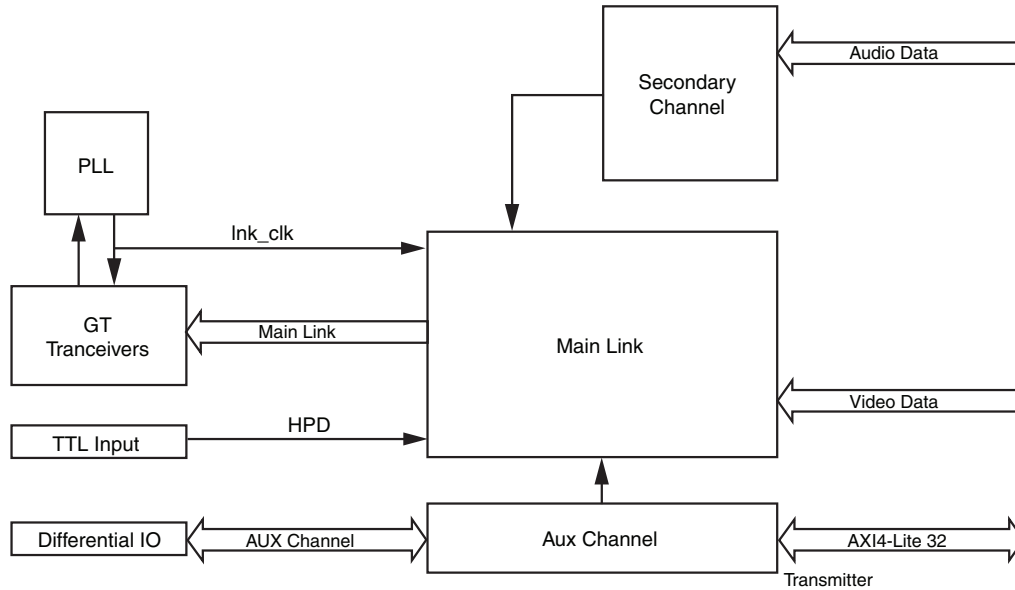 Audio Data
Secondary
Channel
PLL
lnk_clk
GT
Tranceivers
Main Link
Main Link
Video Data
HPD
TTL Input
Differential IO
AUX Channel
Aux Channel
AXI4-Lite 32
Transmitter